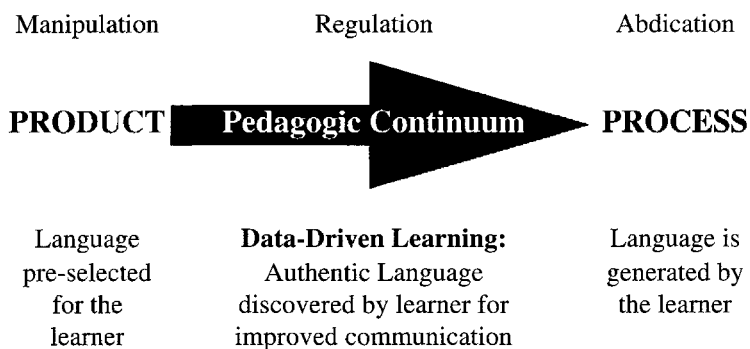 Manipulation Regulation Abdication
PRODUCT Pedagogic Continuum PROCESS
Language
pre-selected
for the
learner
Data-Driven Learning:
Authentic Language
discovered by learner for
improved communication
Language is
generated by
the learner